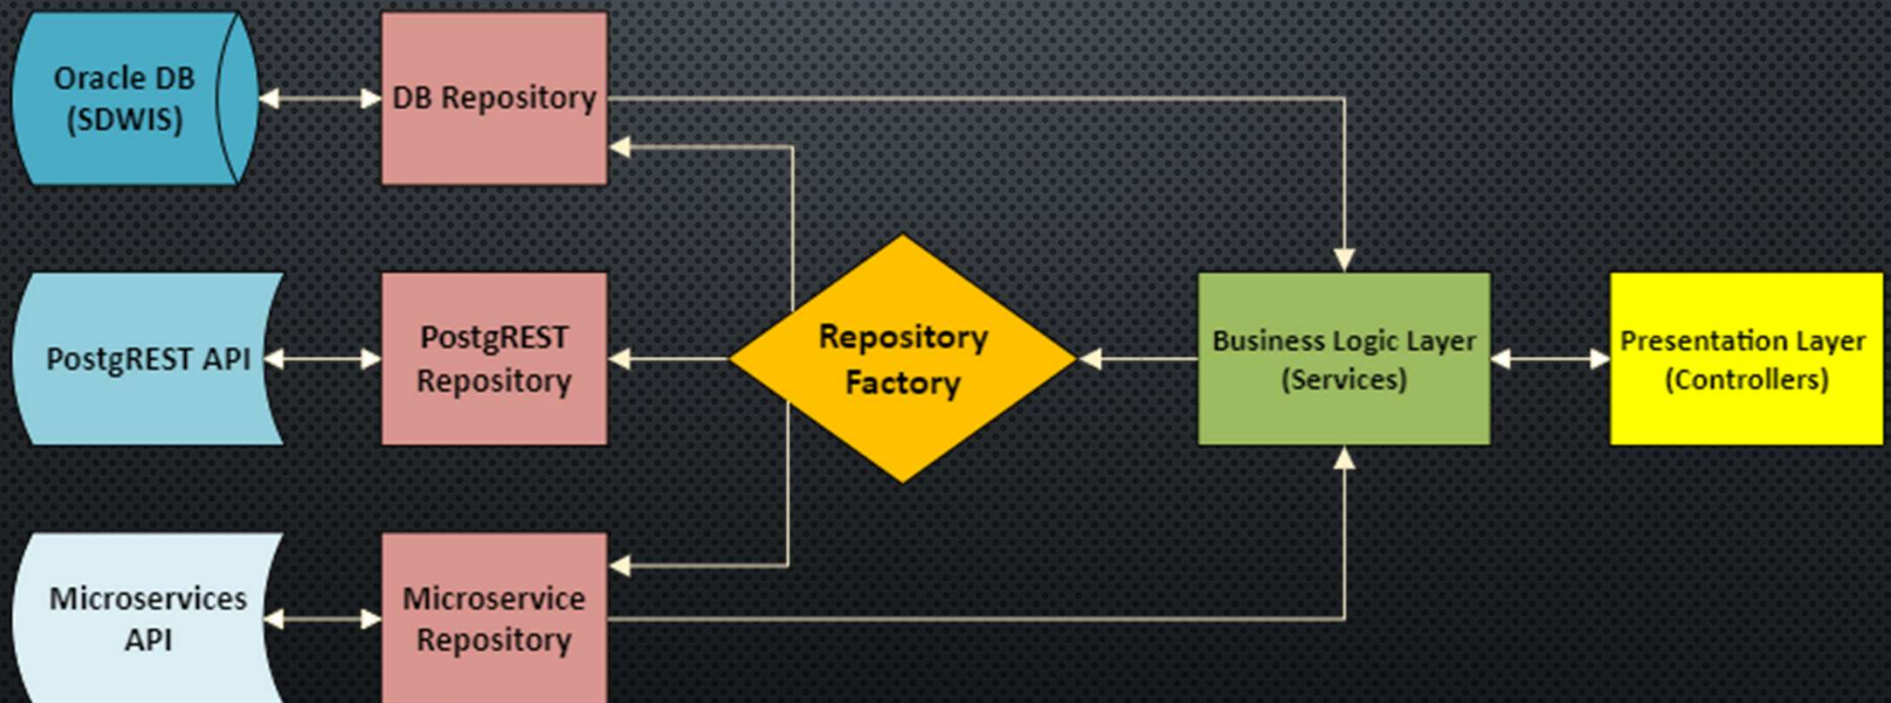 Oracle DB
(SDWIS)
DB Repository
PostgREST API
PostgREST
Repository
Repository
Factory
Business Logic Layer
(Services)
Presentation Layer
(Controllers)
Microservices
API
Microservice
Repository